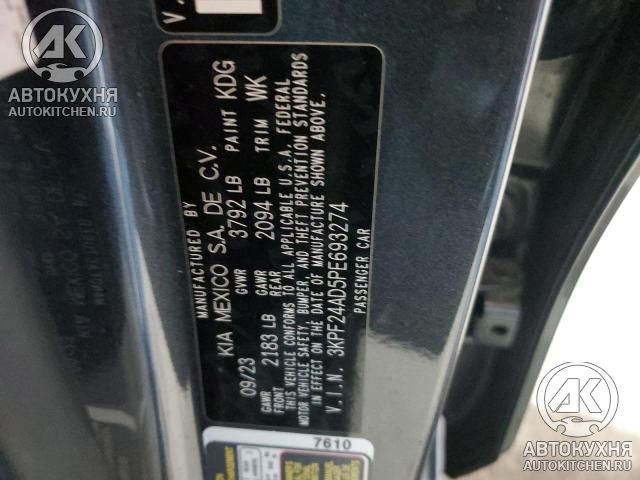 АК
АВТОКУХНЯ
AUTOKITCHEN.RU
MANUFACTURED BY
KIA MEXICO S.A. DE C.V.
09/23 GVWR 3792 LB PAINT KDG
GAWR FRONT 2183 LB GAWR REAR 2094 LB TRIM WK
THIS VEHICLE CONFORMS TO ALL APPLICABLE U.S.A. FEDERAL
MOTOR VEHICLE SAFETY, BUMPER, AND THEFT PREVENTION STANDARDS
IN EFFECT ON THE DATE OF MANUFACTURE SHOWN ABOVE.
V.I.N. 3KPF24AD5PE693274
PASSENGER CAR
7610
АК
АВТОКУХНЯ
AUTOKITCHEN.RU